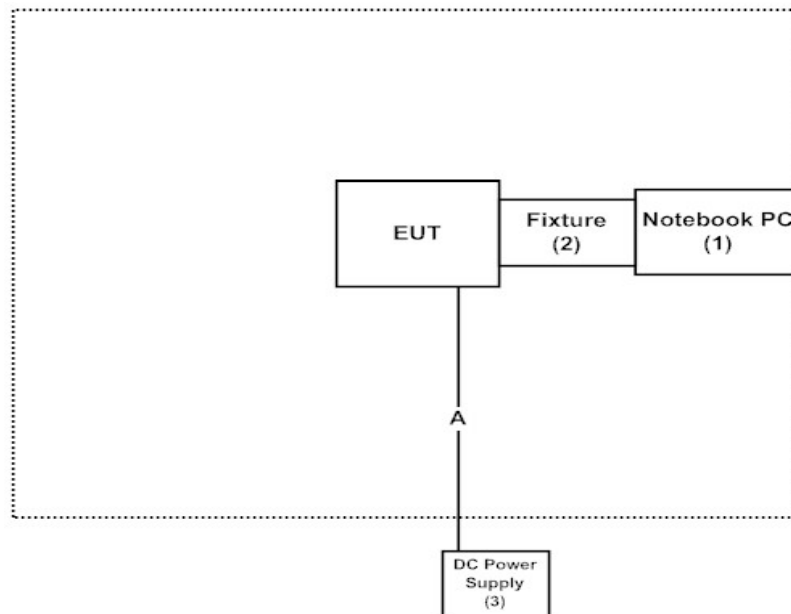 EUT
Fixture
(2)
Notebook PC
(1)
A
DC Power
Supply
(3)